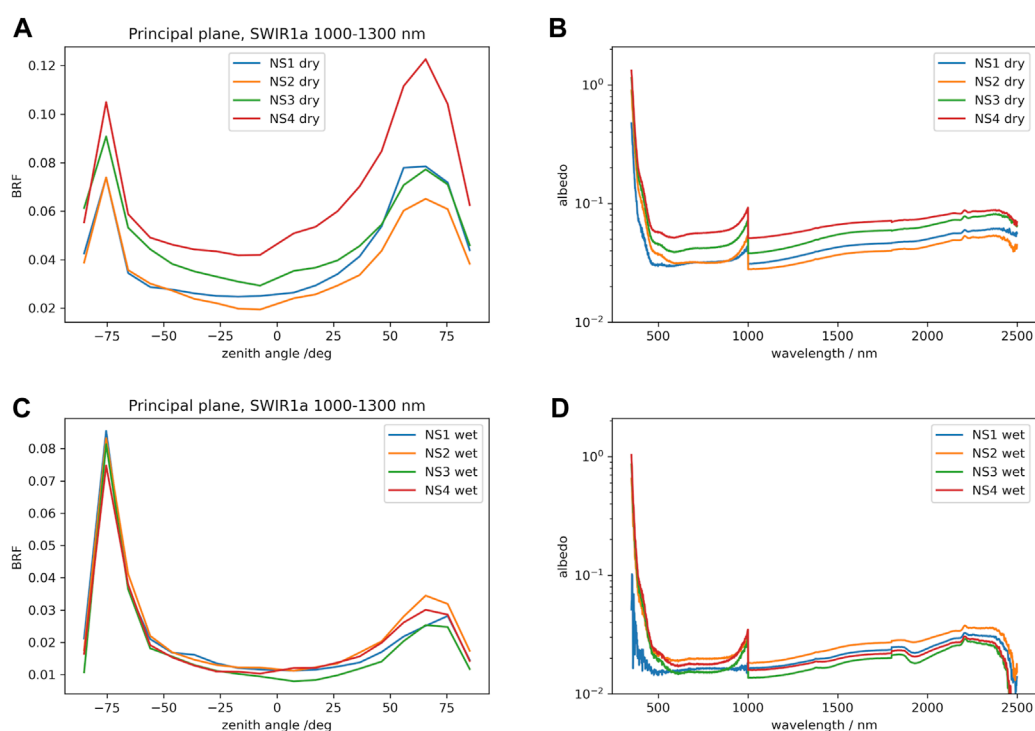 A
Principal plane, SWIR1a 1000-1300 nm
NS1 dry
NS2 dry
NS3 dry
NS4 dry
BRF
0.12
0.10
0.08
0.06
0.04
0.02
−75 −50 −25 0 25 50 75
zenith angle /deg
B
NS1 dry
NS2 dry
NS3 dry
NS4 dry
albedo
10⁰
10⁻¹
10⁻²
500 1000 1500 2000 2500
wavelength / nm
C
Principal plane, SWIR1a 1000-1300 nm
NS1 wet
NS2 wet
NS3 wet
NS4 wet
BRF
0.08
0.07
0.06
0.05
0.04
0.03
0.02
0.01
−75 −50 −25 0 25 50 75
zenith angle /deg
D
NS1 wet
NS2 wet
NS3 wet
NS4 wet
albedo
10⁰
10⁻¹
10⁻²
500 1000 1500 2000 2500
wavelength / nm